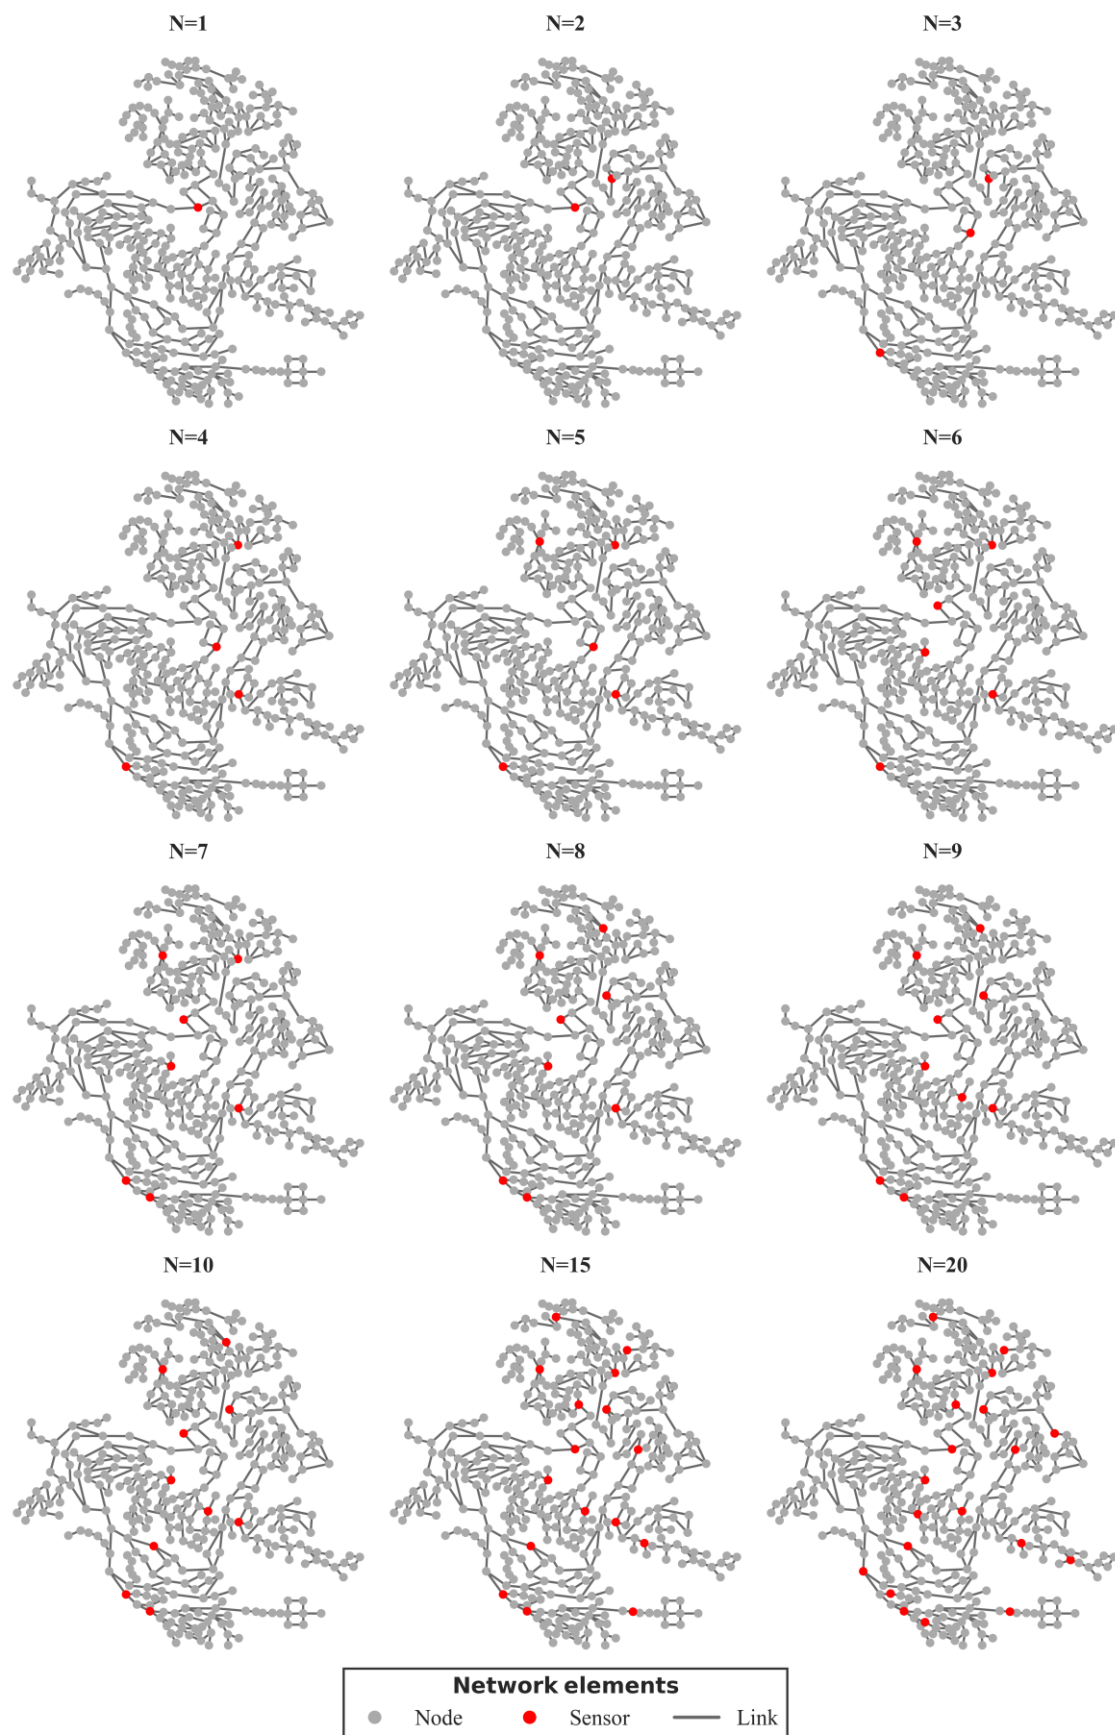 N=1 N=2 N=3
N=4 N=5 N=6
N=7 N=8 N=9
N=10 N=15 N=20
Network elements
Node Sensor Link